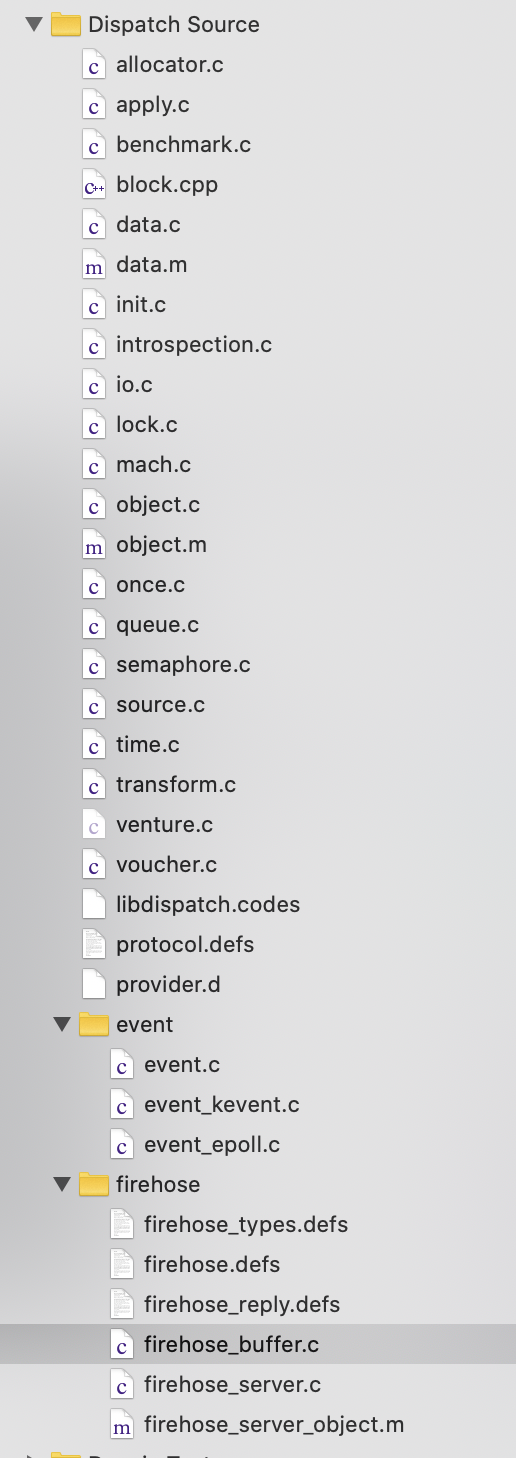 Dispatch Source
allocator.c
apply.c
benchmark.c
block.cpp
data.c
data.m
init.c
introspection.c
io.c
lock.c
mach.c
object.c
object.m
once.c
queue.c
semaphore.c
source.c
time.c
transform.c
venture.c
voucher.c
libdispatch.codes
protocol.defs
provider.d
event
event.c
event_kevent.c
event_epoll.c
firehose
firehose_types.defs
firehose.defs
firehose_reply.defs
firehose_buffer.c
firehose_server.c
firehose_server_object.m